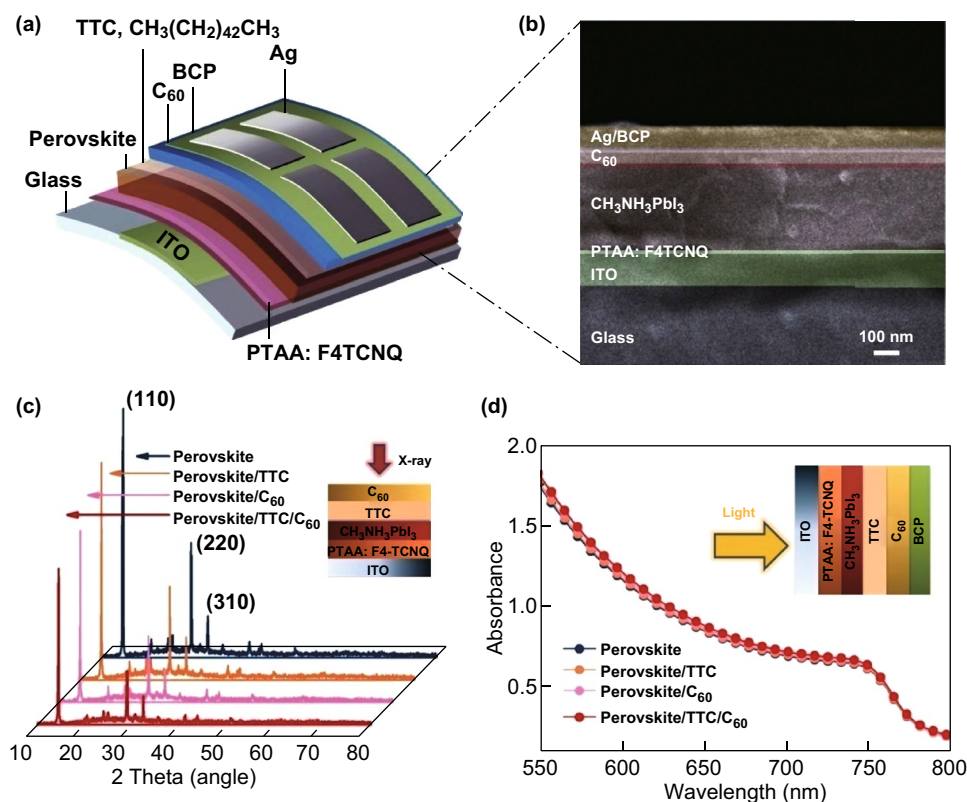 (a)
TTC, CH₃(CH₂)₄₂CH₃
Ag
BCP
C₆₀
Perovskite
Glass
ITO
PTAA: F4TCNQ
(b)
Ag/BCP
C₆₀
CH₃NH₃PbI₃
PTAA: F4TCNQ
ITO
Glass
100 nm
(c)
(110)
Perovskite
Perovskite/TTC
Perovskite/C₆₀
Perovskite/TTC/C₆₀
(220)
(310)
X-ray
C₆₀
TTC
CH₃NH₃PbI₃
PTAA: F4-TCNQ
ITO
10 20 30 40 50 60 70 80
2 Theta (angle)
(d)
2.0
1.5
1.0
0.5
Absorbance
Light
ITO
PTAA: F4-TCNQ
CH₃NH₃PbI₃
TTC
C₆₀
BCP
Perovskite
Perovskite/TTC
Perovskite/C₆₀
Perovskite/TTC/C₆₀
550 600 650 700 750 800
Wavelength (nm)